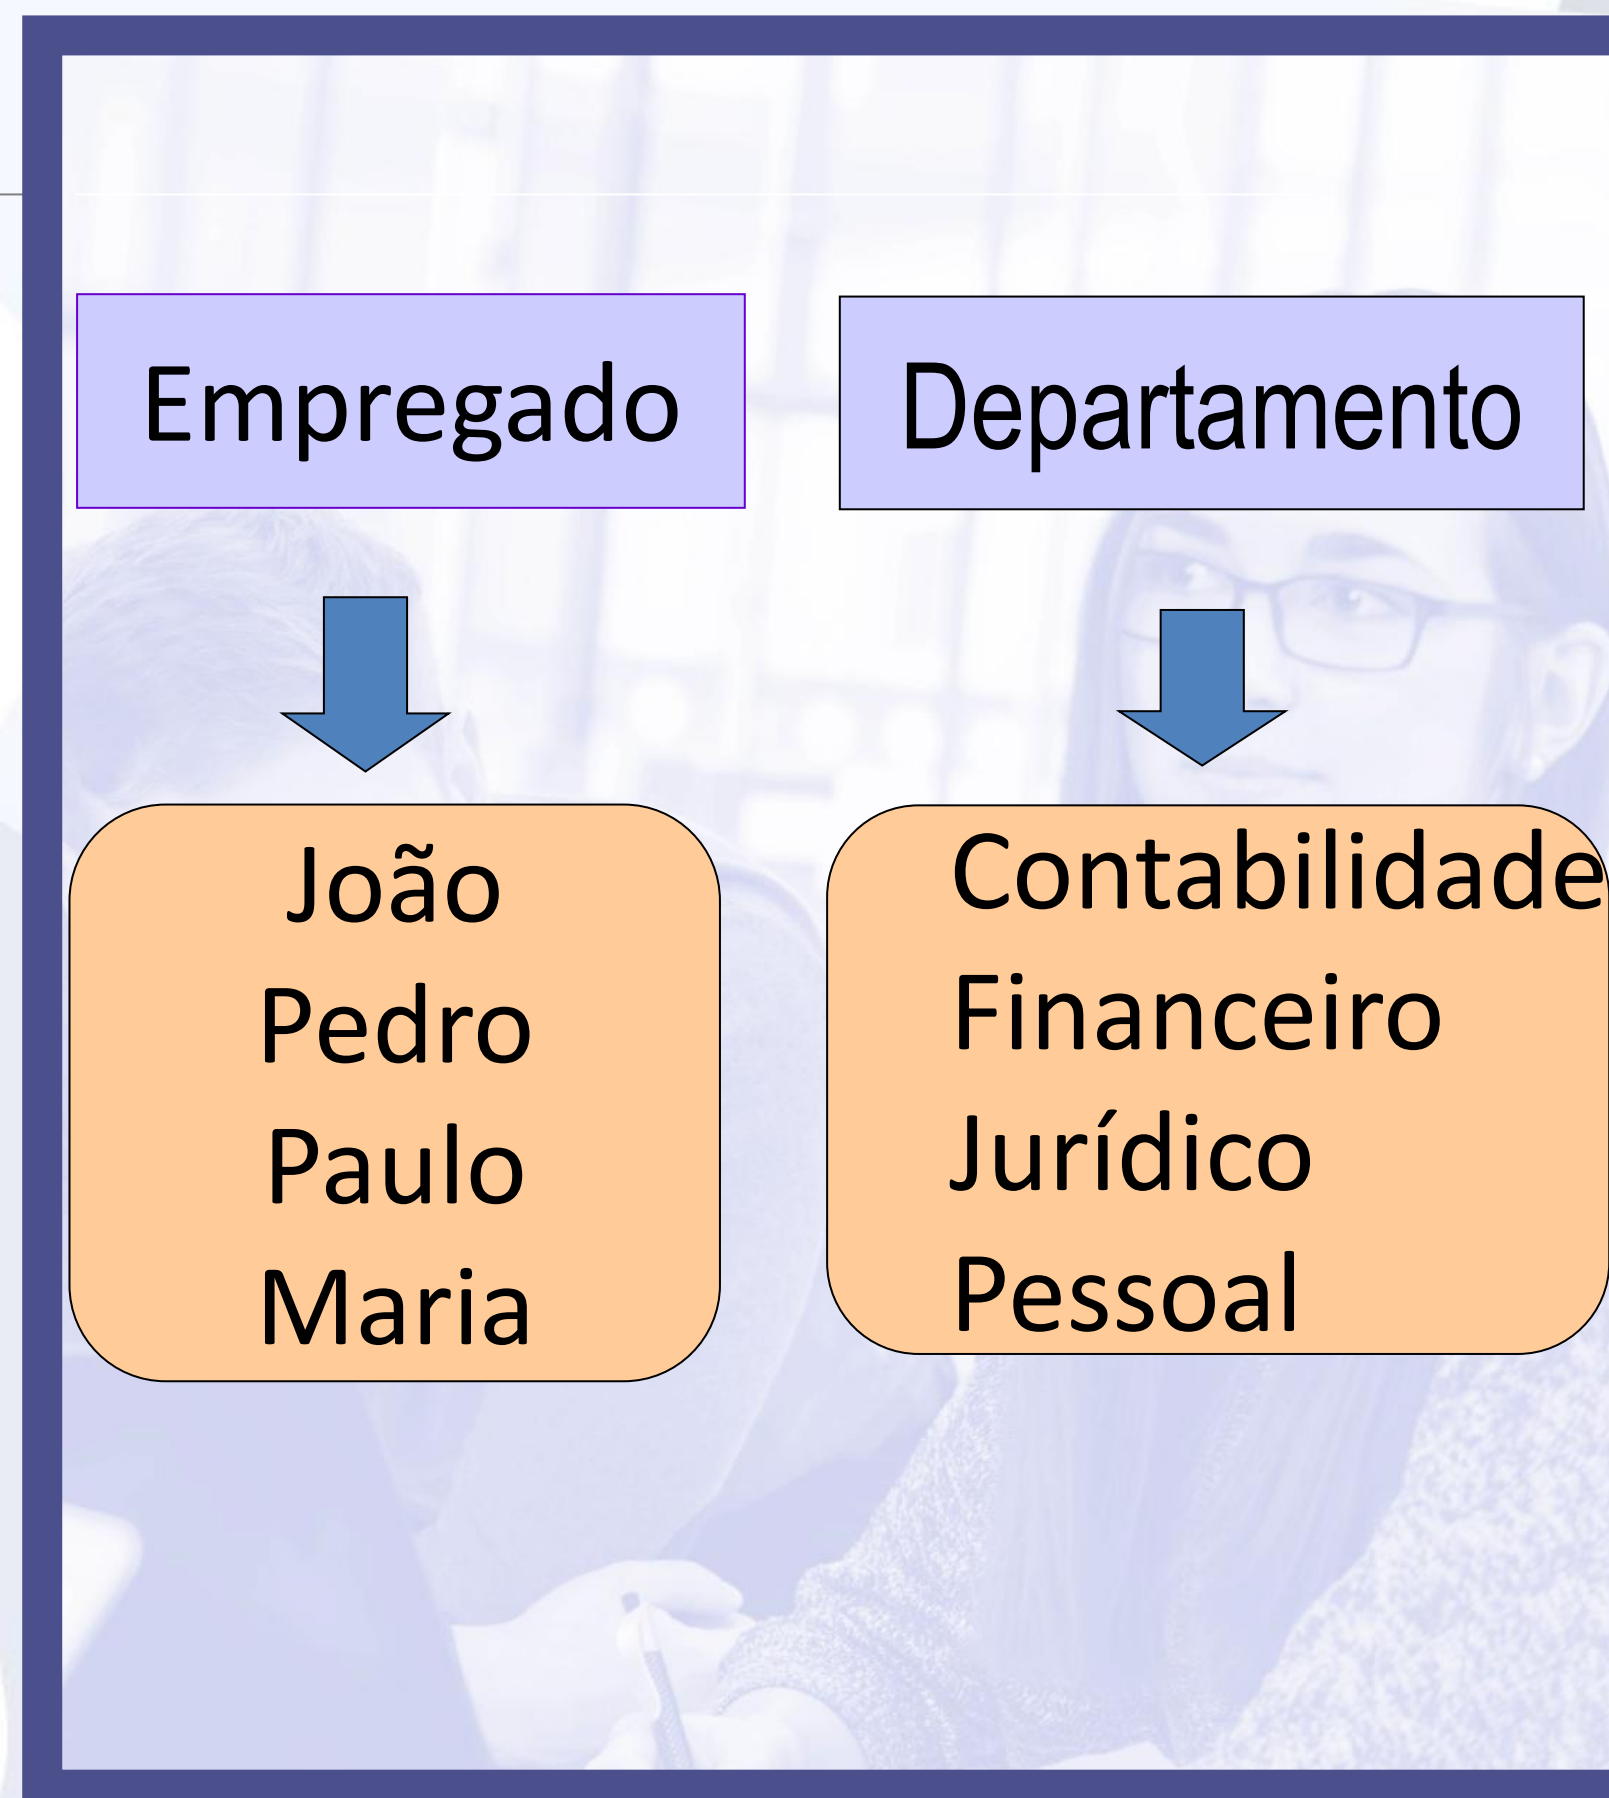 Empregado
Departamento
João
Pedro
Paulo
Maria
Contabilidade
Financeiro
Jurídico
Pessoal